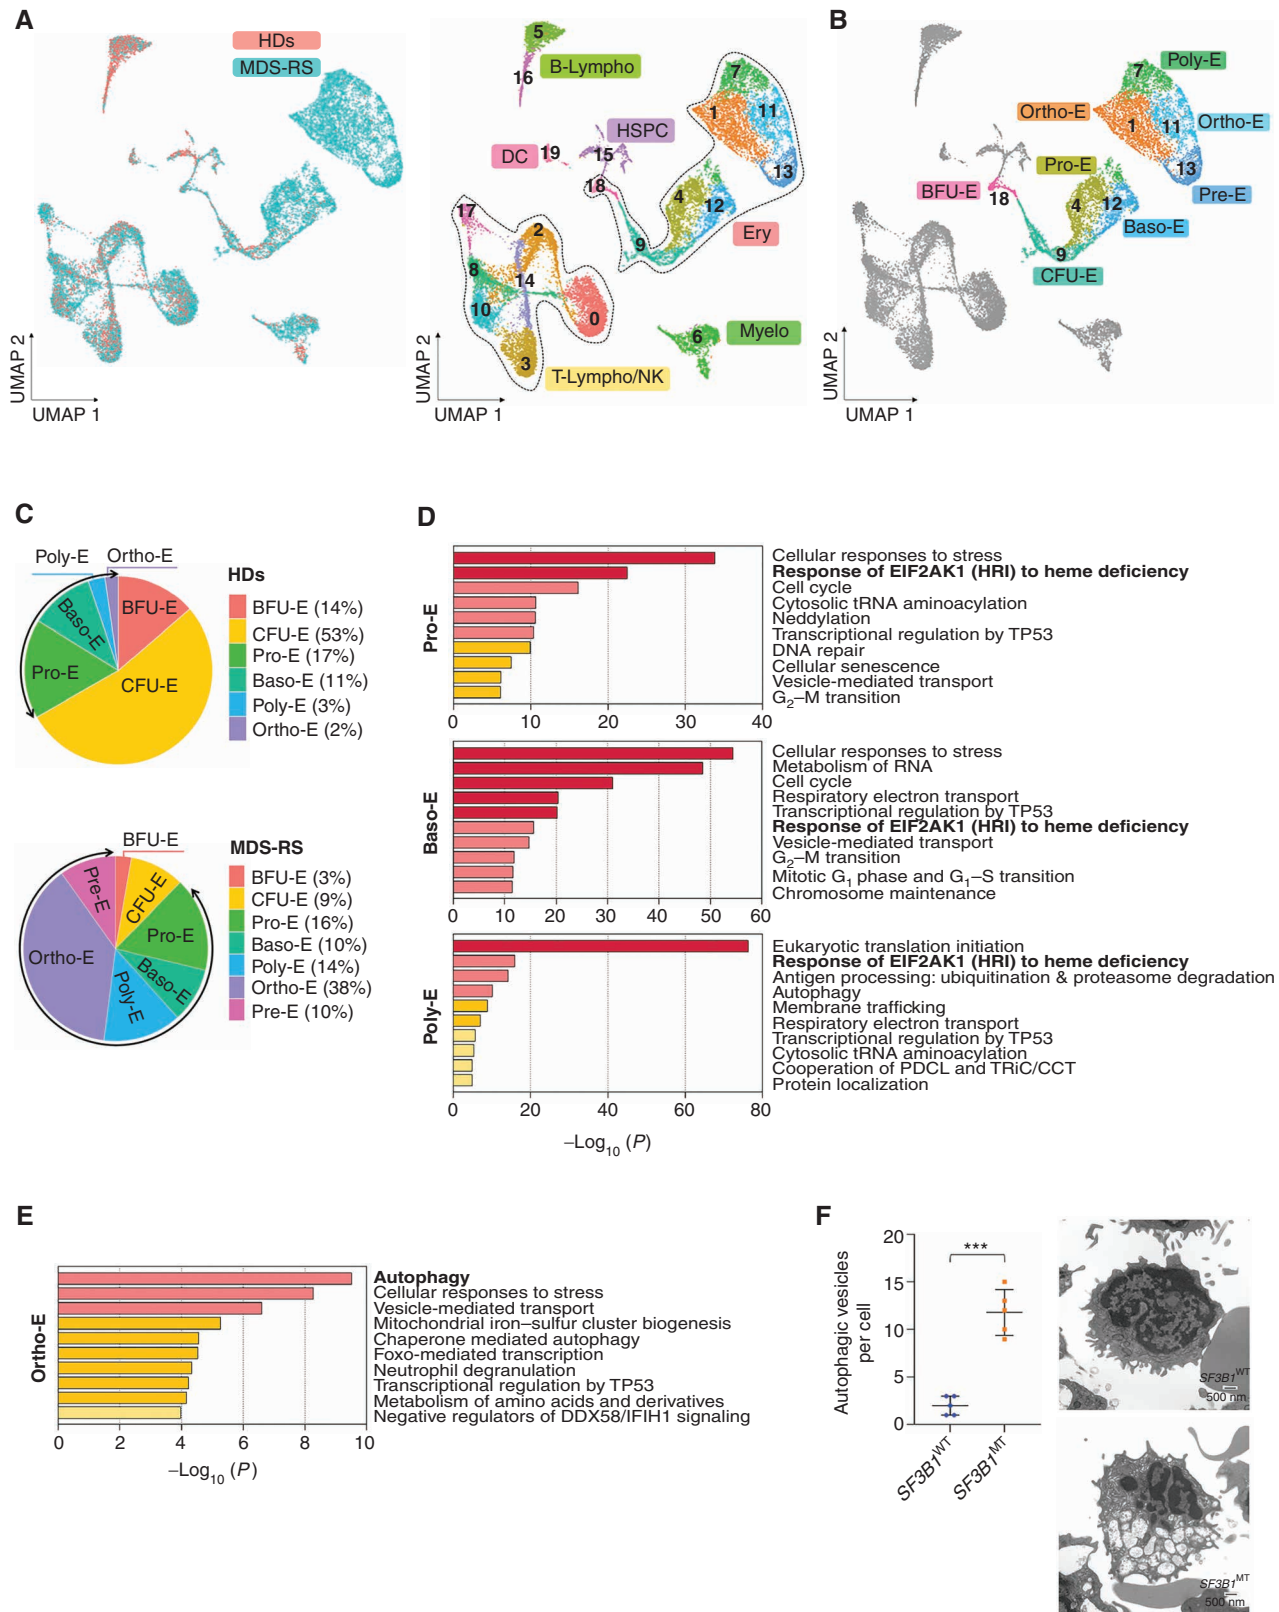 A
HDs
MDS-RS
UMAP 2
UMAP 1
5
16
B-Lympho
HSPC
DC
19
15
18
7
1
11
13
4
12
9
Ery
17
2
8
14
10
0
3
6
Myelo
T-Lympho/NK
UMAP 2
UMAP 1
B
7
Poly-E
Ortho-E
1
11
Ortho-E
13
Pre-E
Pro-E
BFU-E
18
4
12
Baso-E
9
CFU-E
UMAP 2
UMAP 1
C
Poly-E
Ortho-E
BFU-E
Baso-E
Pro-E
CFU-E
HDs
BFU-E (14%)
CFU-E (53%)
Pro-E (17%)
Baso-E (11%)
Poly-E (3%)
Ortho-E (2%)
BFU-E
Pre-E
CFU-E
Pro-E
Ortho-E
Baso-E
Poly-E
MDS-RS
BFU-E (3%)
CFU-E (9%)
Pro-E (16%)
Baso-E (10%)
Poly-E (14%)
Ortho-E (38%)
Pre-E (10%)
D
Pro-E
Cellular responses to stress
Response of EIF2AK1 (HRI) to heme deficiency
Cell cycle
Cytosolic tRNA aminoacylation
Neddylation
Transcriptional regulation by TP53
DNA repair
Cellular senescence
Vesicle-mediated transport
G2–M transition
0 10 20 30 40
Baso-E
Cellular responses to stress
Metabolism of RNA
Cell cycle
Respiratory electron transport
Transcriptional regulation by TP53
Response of EIF2AK1 (HRI) to heme deficiency
Vesicle-mediated transport
G2–M transition
Mitotic G1 phase and G1–S transition
Chromosome maintenance
0 10 20 30 40 50 60
Poly-E
Eukaryotic translation initiation
Response of EIF2AK1 (HRI) to heme deficiency
Antigen processing: ubiquitination & proteasome degradation
Autophagy
Membrane trafficking
Respiratory electron transport
Transcriptional regulation by TP53
Cytosolic tRNA aminoacylation
Cooperation of PDCL and TRiC/CCT
Protein localization
0 20 40 60 80
–Log10 (P)
E
Ortho-E
Autophagy
Cellular responses to stress
Vesicle-mediated transport
Mitochondrial iron–sulfur cluster biogenesis
Chaperone mediated autophagy
Foxo-mediated transcription
Neutrophil degranulation
Transcriptional regulation by TP53
Metabolism of amino acids and derivatives
Negative regulators of DDX58/IFIH1 signaling
0 2 4 6 8 10
–Log10 (P)
F
Autophagic vesicles
per cell
20
15
10
5
0
***
SF3B1WT
SF3B1MT
SF3B1WT
500 nm
SF3B1MT
500 nm